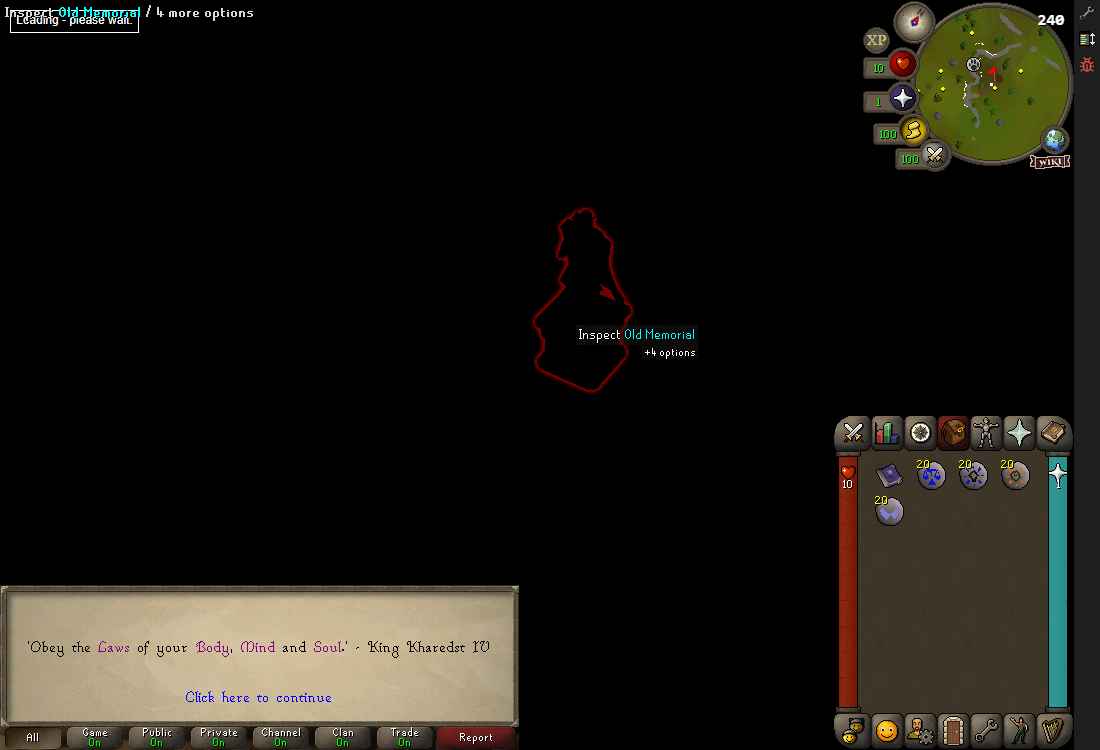 Inspect Old Memorial / 4 more options
Loading - please wait.
240
XP
10
1
100
100
WIKI
Inspect Old Memorial
+4 options
10
1
20
20
20
20
'Obey the Laws of your Body, Mind and Soul.' - King Kharedst IV
Click here to continue
All
Game
On
Public
On
Private
On
Channel
On
Clan
On
Trade
On
Report